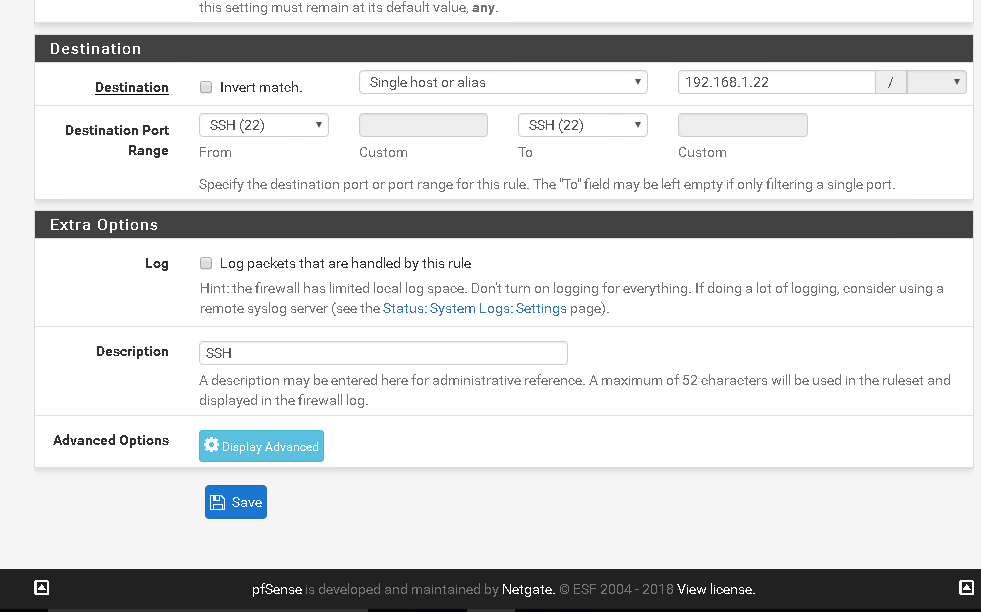 this setting must remain at its default value, any.
Destination
Destination Invert match. Single host or alias 192.168.1.22 /
Destination Port Range SSH (22) SSH (22)
From Custom To Custom
Specify the destination port or port range for this rule. The "To" field may be left empty if only filtering a single port.
Extra Options
Log Log packets that are handled by this rule
Hint: the firewall has limited local log space. Don't turn on logging for everything. If doing a lot of logging, consider using a
remote syslog server (see the Status: System Logs: Settings page).
Description SSH
A description may be entered here for administrative reference. A maximum of 52 characters will be used in the ruleset and
displayed in the firewall log.
Advanced Options Display Advanced
Save
pfSense is developed and maintained by Netgate. © ESF 2004 - 2018 View license.